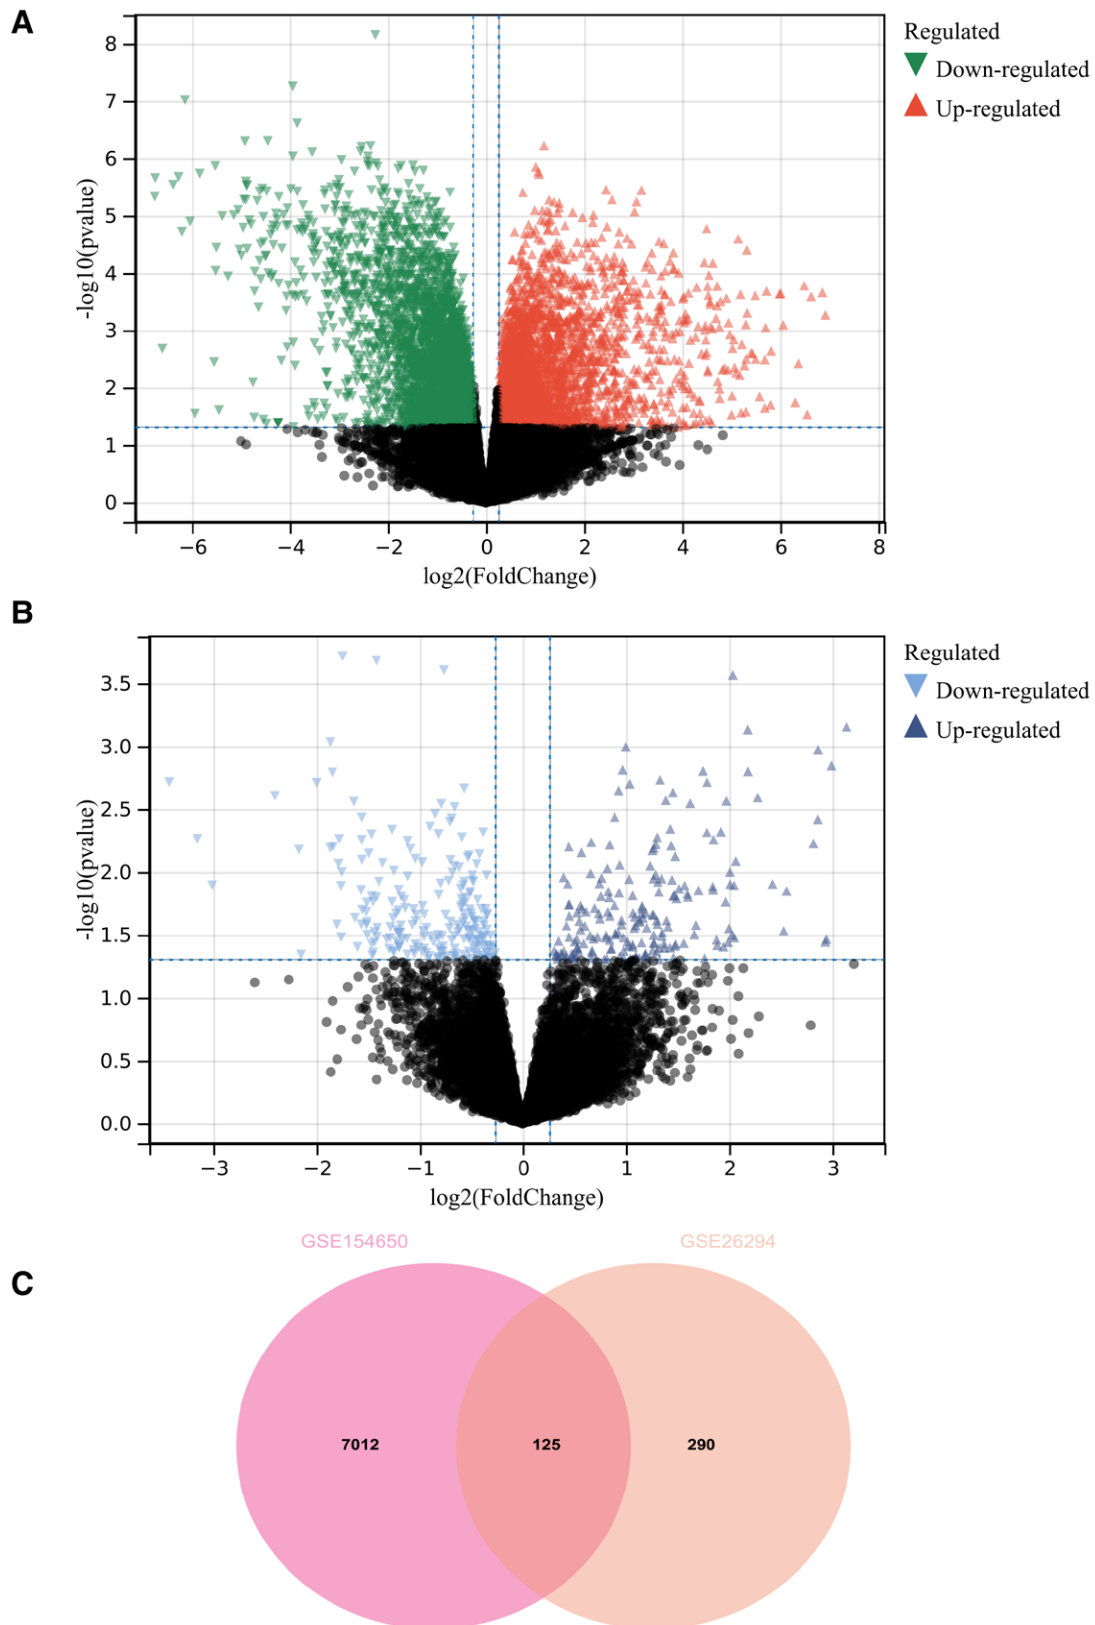 A
8
7
6
5
4
3
2
1
0
-log10(pvalue)
−6 −4 −2 0 2 4 6 8
log2(FoldChange)
Regulated
Down-regulated
Up-regulated
B
3.5
3.0
2.5
2.0
1.5
1.0
0.5
0.0
-log10(pvalue)
−3 −2 −1 0 1 2 3
log2(FoldChange)
Regulated
Down-regulated
Up-regulated
C
GSE154650 GSE26294
7012 125 290